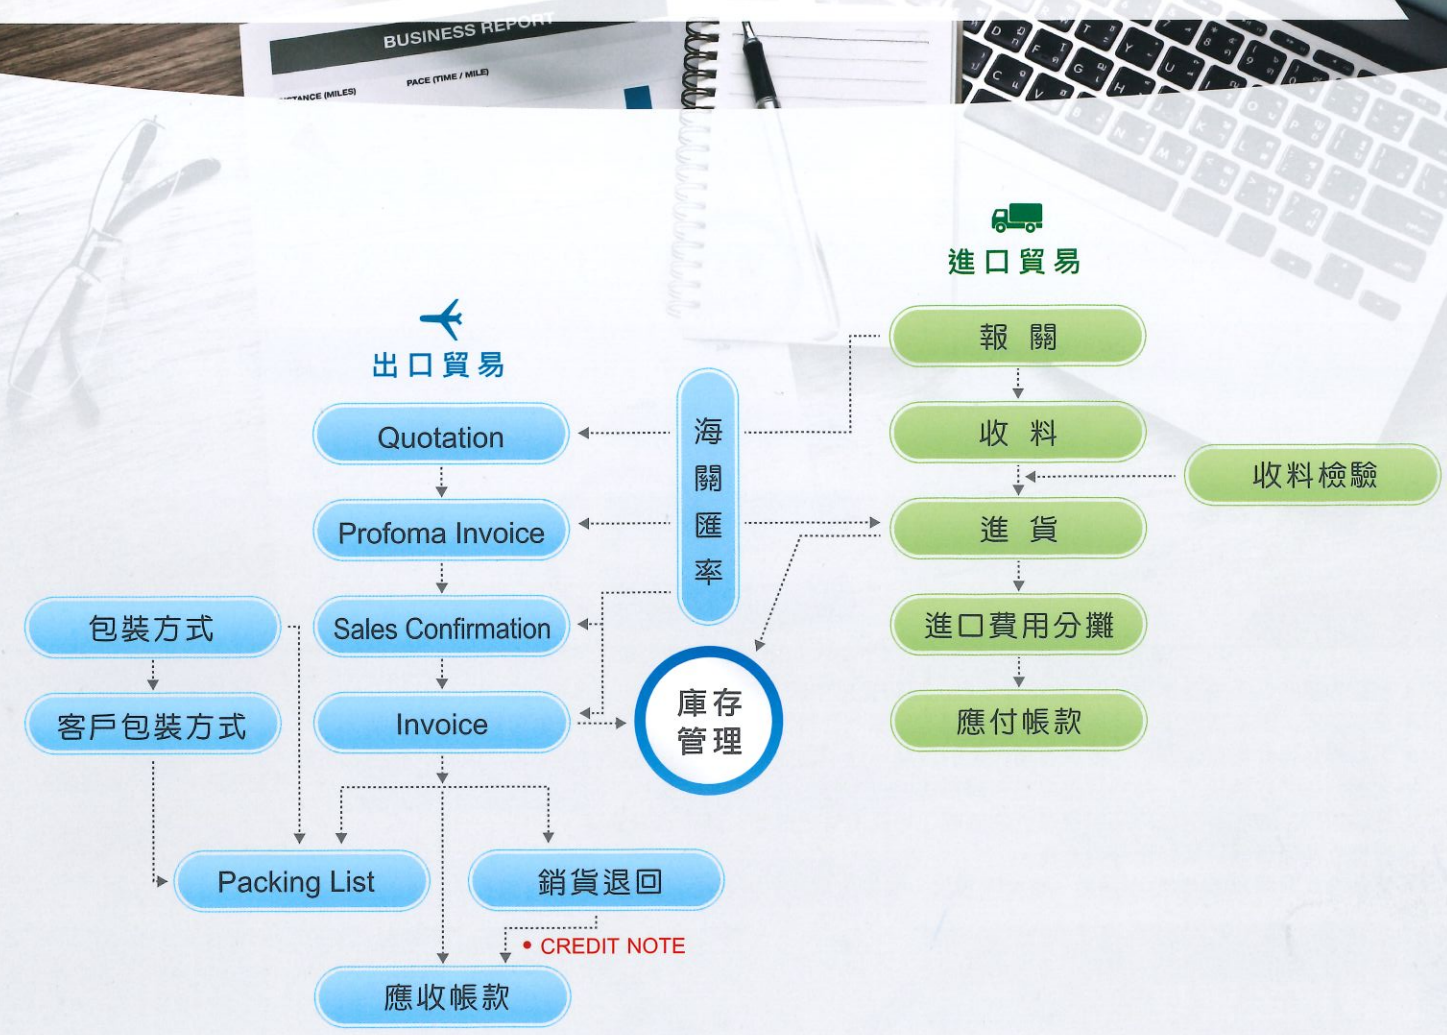 BUSINESS REPORT
PACE (TIME / MILE)
進口貿易
出口貿易
報關
Quotation
海關匯率
收料
收料檢驗
Profoma Invoice
進貨
包裝方式
Sales Confirmation
進口費用分攤
客戶包裝方式
Invoice
庫存
管理
應付帳款
Packing List
銷貨退回
• CREDIT NOTE
應收帳款